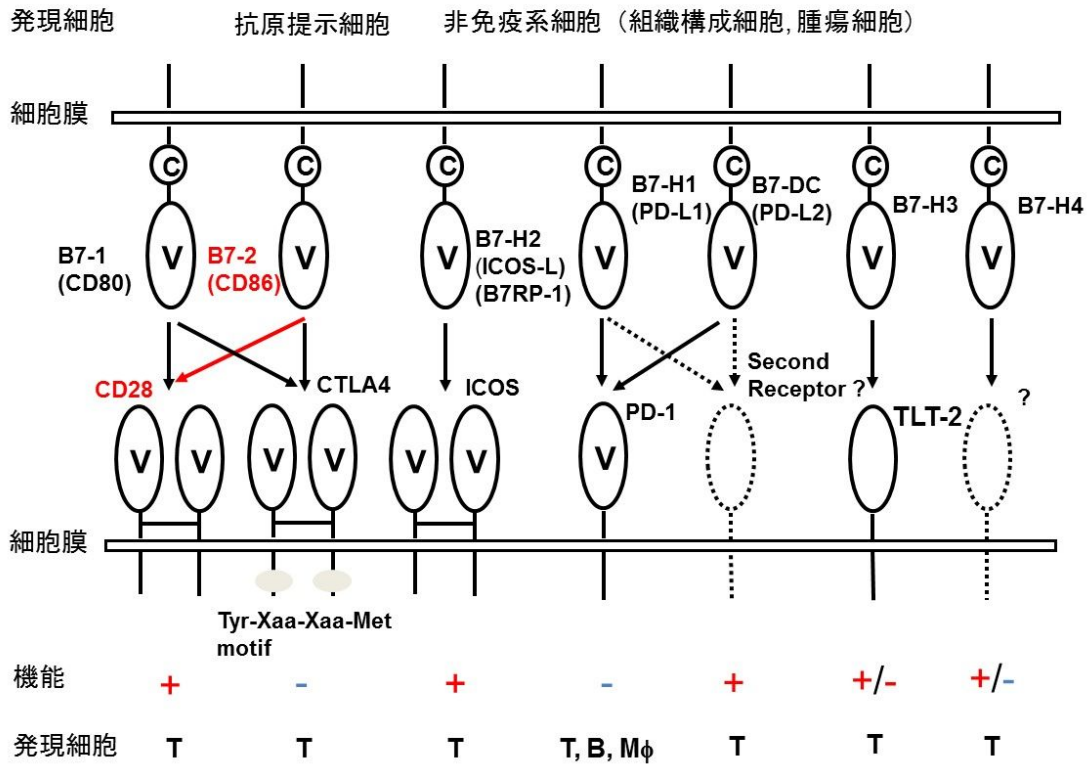 発現細胞 抗原提示細胞 非免疫系細胞（組織構成細胞, 腫瘍細胞）
細胞膜
C C C C C C C
B7-1
(CD80)
V
B7-2
(CD86)
V
B7-H2
(ICOS-L)
(B7RP-1)
V
B7-H1
(PD-L1)
V
B7-DC
(PD-L2)
V
B7-H3
V
B7-H4
V
CD28
V V
CTLA4
V V
ICOS
V V
PD-1
V
Second
Receptor ?
TLT-2
?
細胞膜
Tyr-Xaa-Xaa-Met
motif
機能 + - + - + +/- +/-
発現細胞 T T T T, B, Mϕ T T T